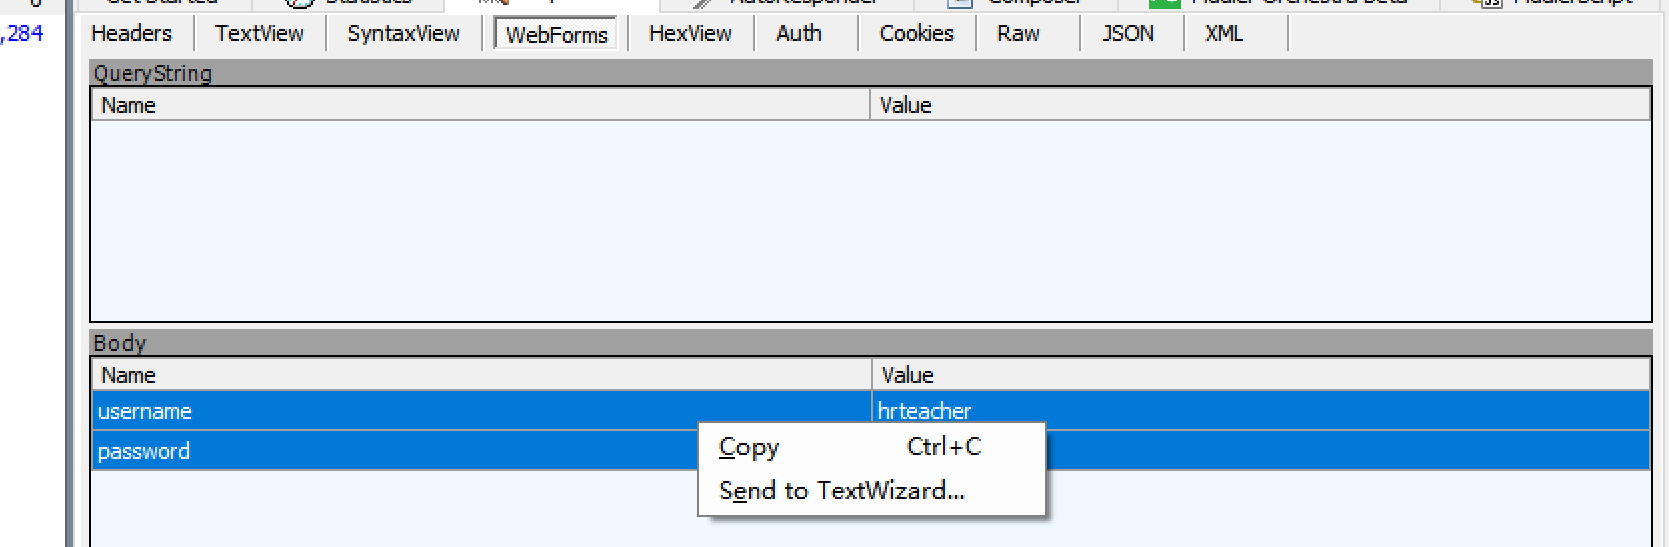 ,284
Headers TextView SyntaxView WebForms HexView Auth Cookies Raw JSON XML
QueryString
Name Value
Body
Name Value
username hrteacher
password
Copy Ctrl+C
Send to TextWizard...